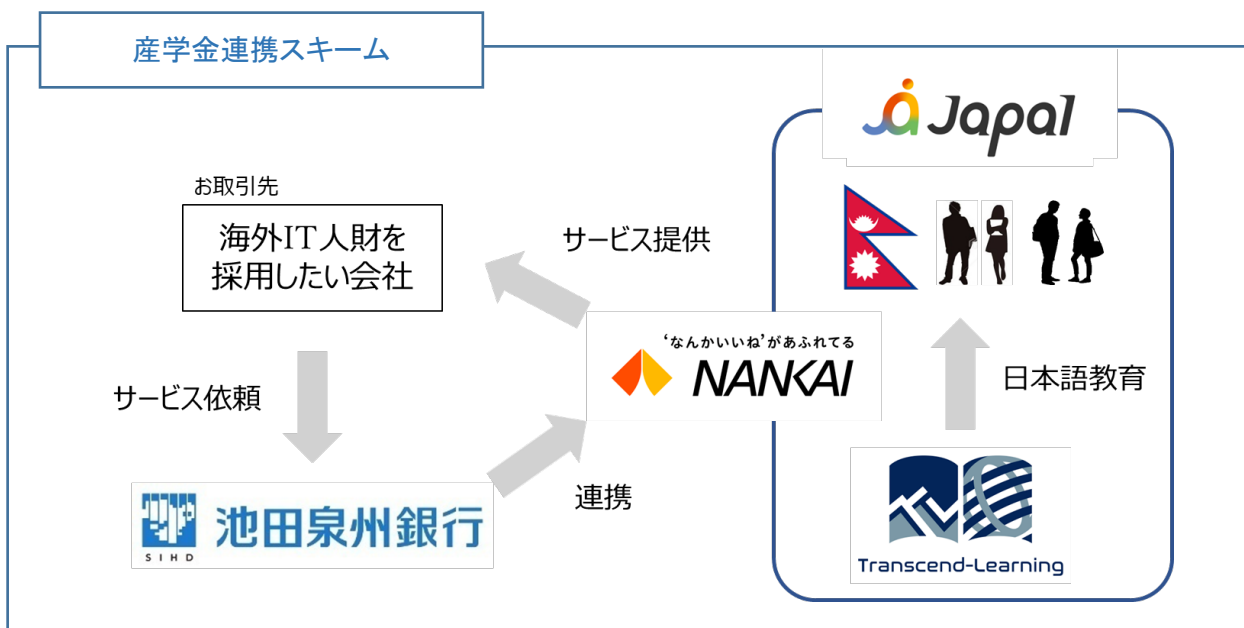 産学金連携スキーム
Japal
お取引先
海外IT人財を
採用したい会社
サービス提供
‘なんかいいね’があふれてる
NANKAI
サービス依頼
日本語教育
連携
池田泉州銀行
SIHD
Transcend-Learning